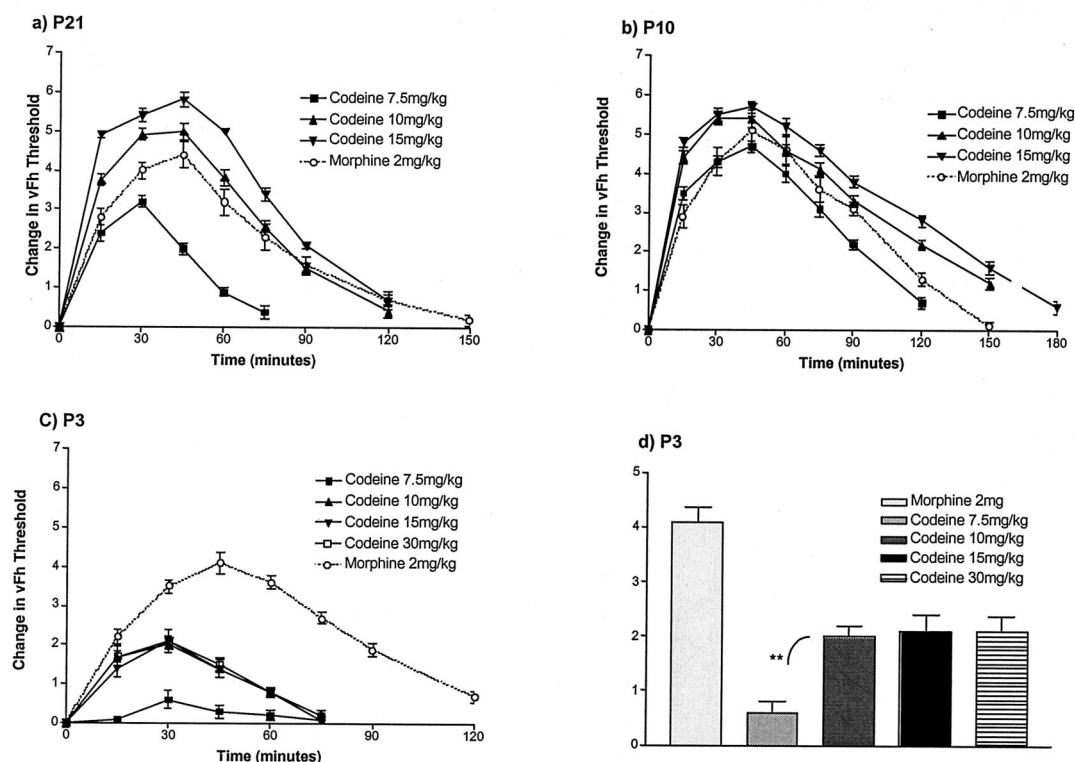 a) P21
7
6
5
4
3
2
1
0
Change in vFh Threshold
0 30 60 90 120 150
Time (minutes)
Codeine 7.5mg/kg
Codeine 10mg/kg
Codeine 15mg/kg
Morphine 2mg/kg
b) P10
7
6
5
4
3
2
1
0
Change in vFh Threshold
0 30 60 90 120 150 180
Time (minutes)
Codeine 7.5mg/kg
Codeine 10mg/kg
Codeine 15mg/kg
Morphine 2mg/kg
C) P3
7
6
5
4
3
2
1
0
Change in vFh Threshold
0 30 60 90 120
Time (minutes)
Codeine 7.5mg/kg
Codeine 10mg/kg
Codeine 15mg/kg
Codeine 30mg/kg
Morphine 2mg/kg
d) P3
5
4
3
2
1
0
**
Morphine 2mg
Codeine 7.5mg/kg
Codeine 10mg/kg
Codeine 15mg/kg
Codeine 30mg/kg